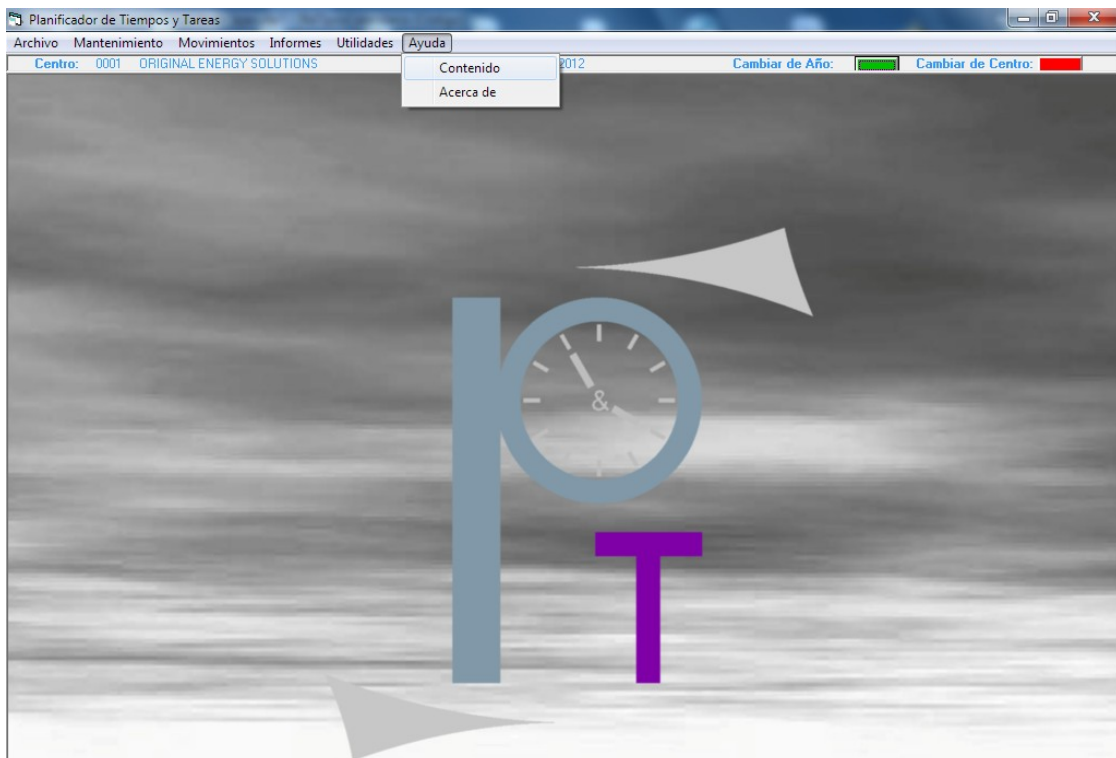 Planificador de Tiempos y Tareas
Archivo Mantenimiento Movimientos Informes Utilidades Ayuda
Centro: 0001 ORIGINAL ENERGY SOLUTIONS 2012 Cambiar de Año: Cambiar de Centro:
Contenido
Acerca de
p
&
T